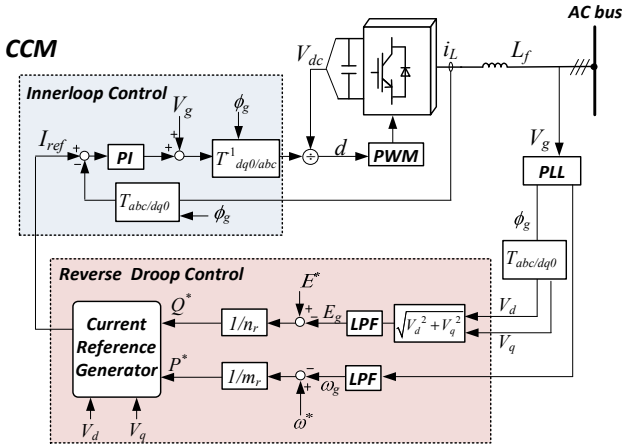 AC bus
CCM
V_dc
i_L
L_f
Innerloop Control
V_g
ϕ_g
I_ref
+
−
PI
+
+
T^-1_dq0/abc
÷
d
PWM
V_g
PLL
T_abc/dq0
ϕ_g
ϕ_g
T_abc/dq0
Reverse Droop Control
E*
Q*
1/n_r
+
−
E_g
LPF
√V_d² + V_q²
V_d
V_q
Current
Reference
Generator
P*
1/m_r
−
+
ω_g
LPF
ω*
V_d
V_q